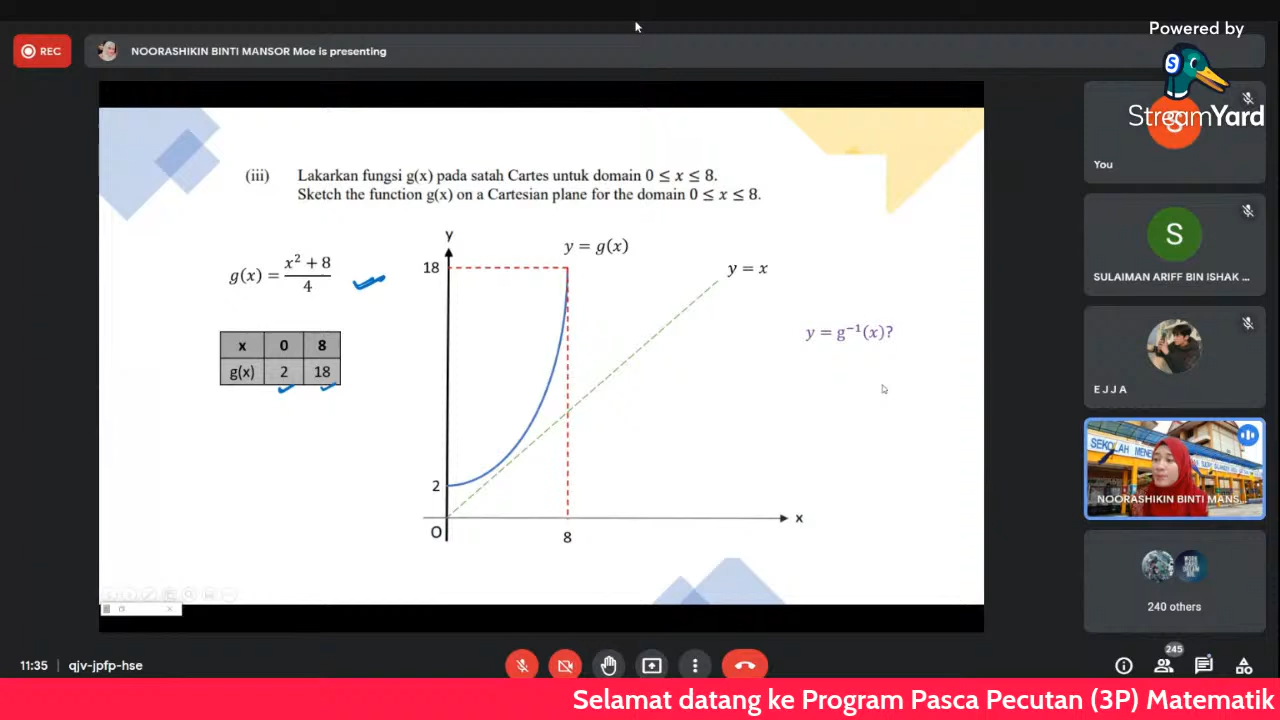 Powered by
StreamYard
REC
NOORASHIKIN BINTI MANSOR Moe is presenting
(iii) Lakarkan fungsi g(x) pada satah Cartes untuk domain 0 ≤ x ≤ 8.
Sketch the function g(x) on a Cartesian plane for the domain 0 ≤ x ≤ 8.
g(x) = (x² + 8)/4
x 0 8
g(x) 2 18
y
18
2
O
8
x
y = g(x)
y = x
y = g⁻¹(x)?
S
You
S
SULAIMAN ARIFF BIN ISHAK ...
E J J A
SEKOLAH MENE
NOORASHIKIN BINTI MANS...
240 others
11:35 | qjv-jpfp-hse
245
Selamat datang ke Program Pasca Pecutan (3P) Matematik